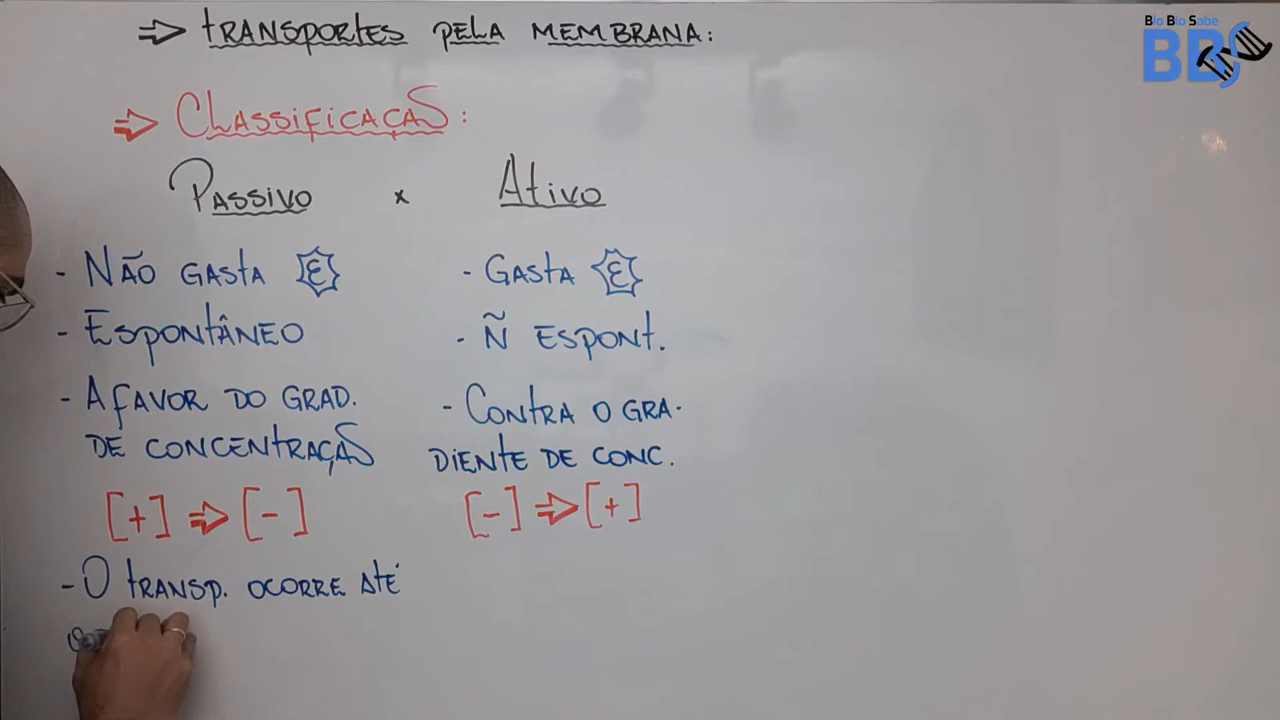 ⇒ TRANSPORTES PELA MEMBRANA:
Bio Bio Sabe
BBS
⇒ CLASSIFICAÇÃO:
PASSIVO x ATIVO
- NÃO GASTA E
- GASTA E
- ESPONTÂNEO
- Ñ ESPONT.
- A FAVOR DO GRAD.
DE CONCENTRAÇÃO
- CONTRA O GRA-
DIENTE DE CONC.
[+] ⇒ [-]
[-] ⇒ [+]
- O TRANSP. OCORRE ATÉ